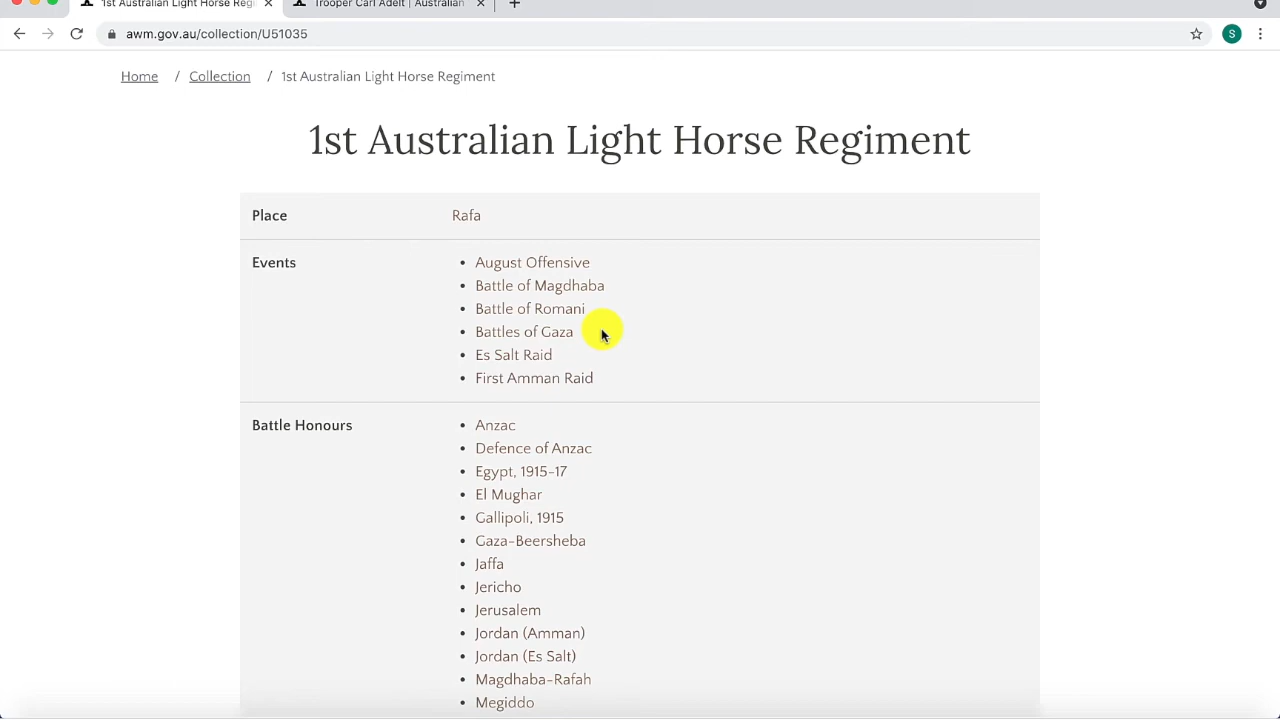 1st Australian Light Horse Regi
Trooper Carl Adelt | Australian
awm.gov.au/collection/U51035
S
Home / Collection / 1st Australian Light Horse Regiment
1st Australian Light Horse Regiment
Place Rafa
Events
• August Offensive
• Battle of Magdhaba
• Battle of Romani
• Battles of Gaza
• Es Salt Raid
• First Amman Raid
Battle Honours
• Anzac
• Defence of Anzac
• Egypt, 1915-17
• El Mughar
• Gallipoli, 1915
• Gaza-Beersheba
• Jaffa
• Jericho
• Jerusalem
• Jordan (Amman)
• Jordan (Es Salt)
• Magdhaba-Rafah
• Megiddo